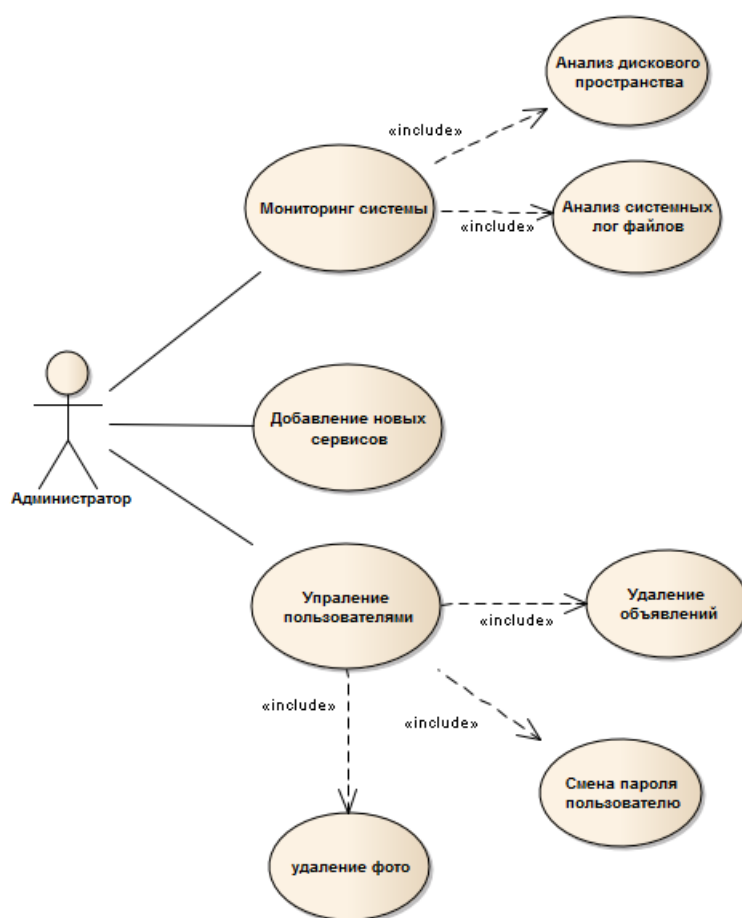 Анализ дискового
пространства
«include»
Мониторинг системы
Анализ системных
лог файлов
«include»
Добавление новых
сервисов
Администратор
Упраление
пользователями
Удаление
объявлений
«include»
«include»
«include»
Смена пароля
пользователю
удаление фото